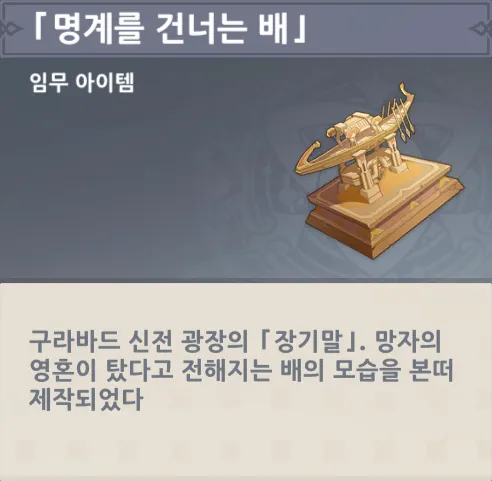 「명계를 건너는 배」
임무 아이템
구라바드 신전 광장의 「장기말」. 망자의
영혼이 탔다고 전해지는 배의 모습을 본떠
제작되었다